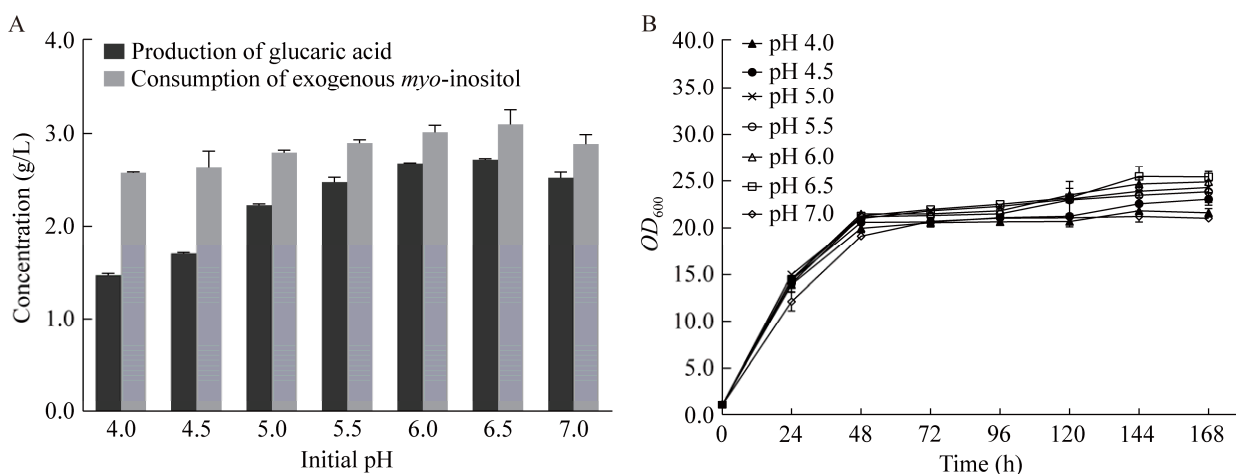 A
4.0
3.0
2.0
1.0
0.0
Concentration (g/L)
Production of glucaric acid
Consumption of exogenous myo-inositol
4.0 4.5 5.0 5.5 6.0 6.5 7.0
Initial pH
B
40.0
35.0
30.0
25.0
20.0
15.0
10.0
5.0
0.0
OD600
pH 4.0
pH 4.5
pH 5.0
pH 5.5
pH 6.0
pH 6.5
pH 7.0
0 24 48 72 96 120 144 168
Time (h)